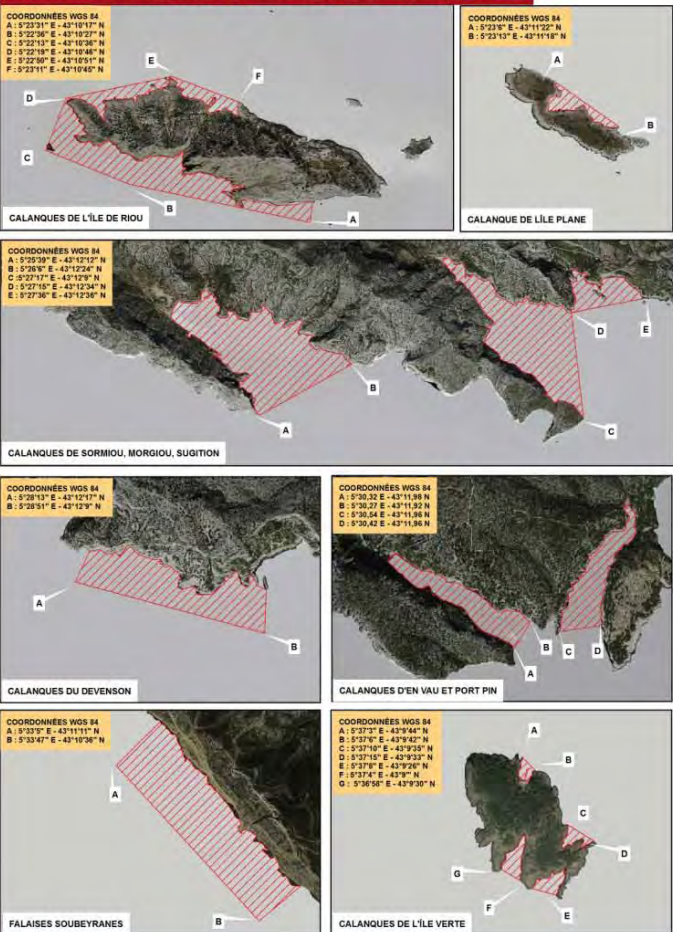 COORDONNÉES WGS 84
A : 5°23'31" E - 43°10'17" N
B : 5°22'36" E - 43°10'27" N
C : 5°22'13" E - 43°10'36" N
D : 5°22'19" E - 43°10'46" N
E : 5°22'50" E - 43°10'51" N
F : 5°23'11" E - 43°10'45" N
E
F
D
C
B
A
CALANQUES DE L'ÎLE DE RIOU
COORDONNÉES WGS 84
A : 5°23'6" E - 43°11'22" N
B : 5°23'13" E - 43°11'18" N
A
B
CALANQUE DE LÎLE PLANE
COORDONNÉES WGS 84
A : 5°25'39" E - 43°12'12" N
B : 5°26'6" E - 43°12'24" N
C :5°27'17" E - 43°12'9" N
D : 5°27'15" E - 43°12'34" N
E : 5°27'36" E - 43°12'36" N
D
E
B
A
C
CALANQUES DE SORMIOU, MORGIOU, SUGITION
COORDONNÉES WGS 84
A : 5°28'13" E - 43°12'17" N
B : 5°28'51" E - 43°12'9" N
A
B
CALANQUES DU DEVENSON
COORDONNÉES WGS 84
A : 5°30,32 E - 43°11,98 N
B : 5°30,27 E - 43°11,92 N
C : 5°30,54 E - 43°11,96 N
D : 5°30,42 E - 43°11,96 N
B
C
D
A
CALANQUES D'EN VAU ET PORT PIN
COORDONNÉES WGS 84
A : 5°33'5" E - 43°11'11" N
B : 5°33'47" E - 43°10'36" N
A
B
FALAISES SOUBEYRANES
COORDONNÉES WGS 84
A : 5°37'3" E - 43°9'44" N
B : 5°37'6" E - 43°9'42" N
C : 5°37'10" E - 43°9'35" N
D : 5°37'15" E - 43°9'33" N
E : 5°37'8" E - 43°9'26" N
F : 5°37'4" E - 43°9'" N
G : 5°36'58" E - 43°9'30" N
A
B
C
D
G
F
E
CALANQUES DE L'ÎLE VERTE